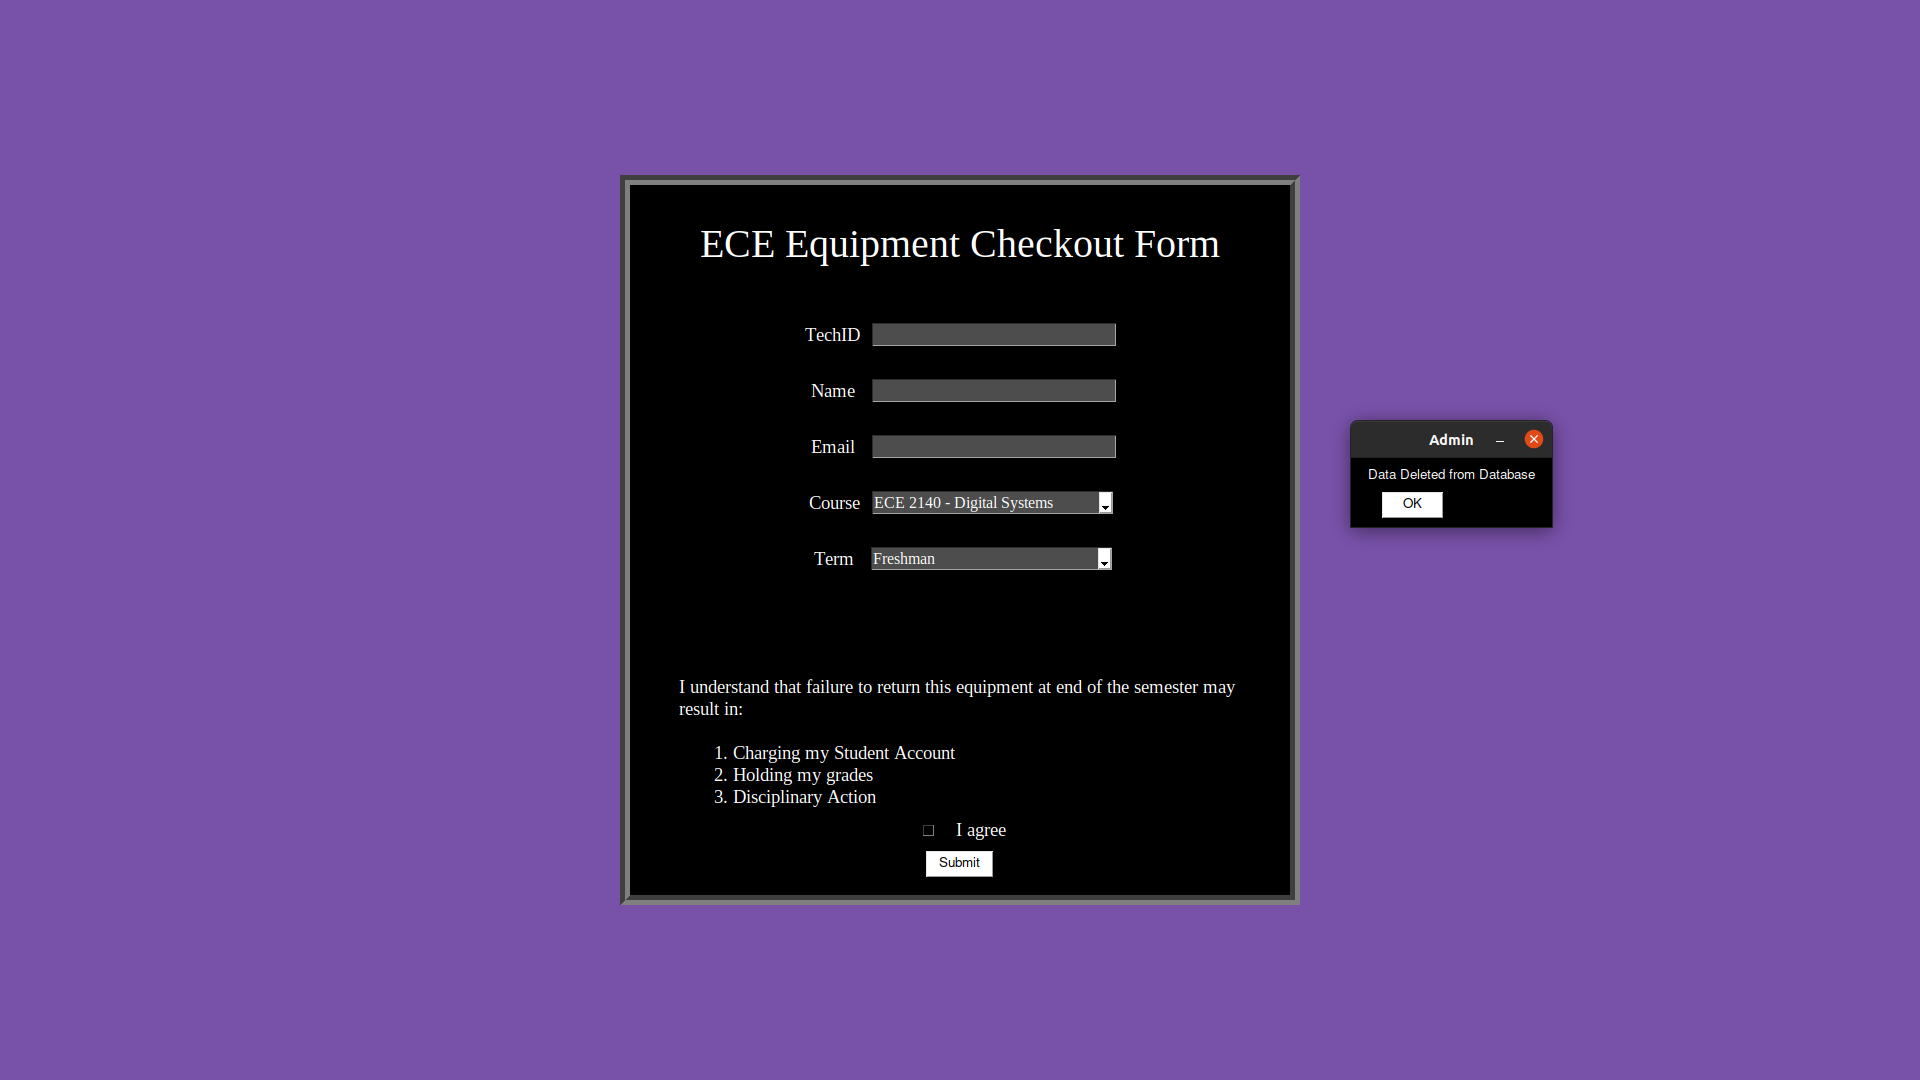 ECE Equipment Checkout Form
TechID
Name
Email
Course ECE 2140 - Digital Systems
Term Freshman
I understand that failure to return this equipment at end of the semester may
result in:
1. Charging my Student Account
2. Holding my grades
3. Disciplinary Action
I agree
Submit
Admin
Data Deleted from Database
OK